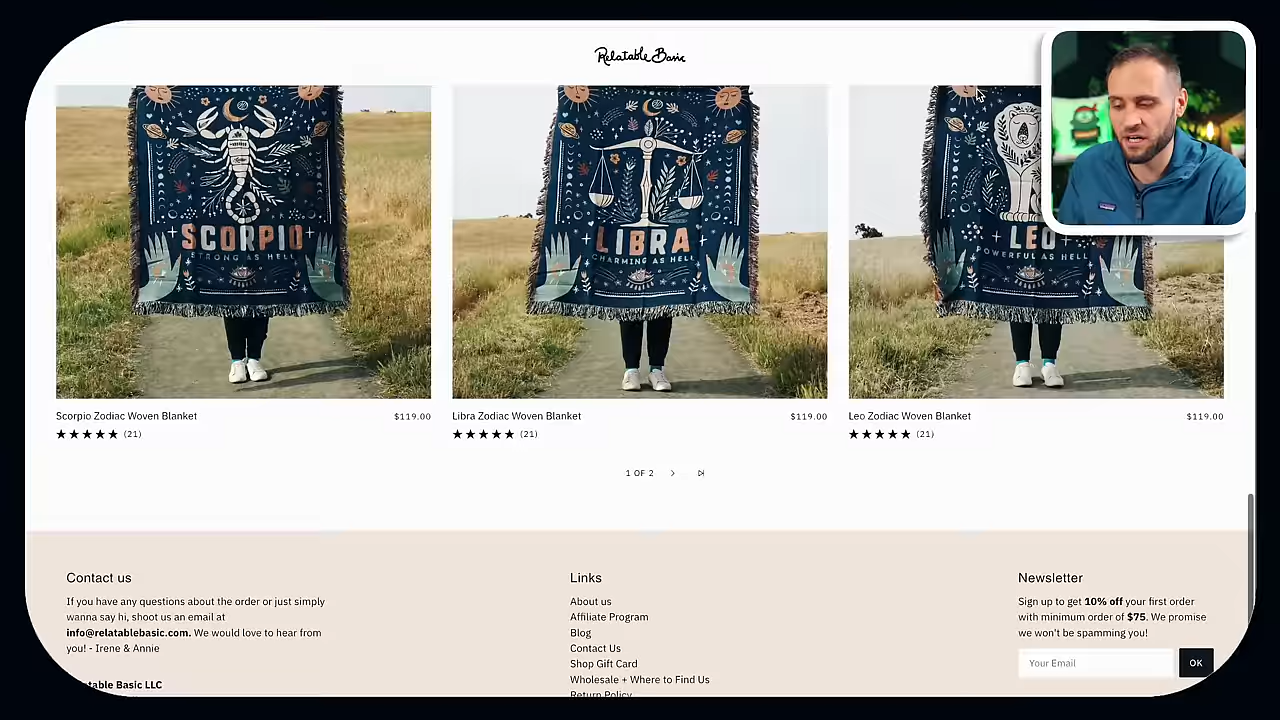 Relatable Basic
SCORPIO
STRONG AS HELL
LIBRA
CHARMING AS HELL
LEO
POWERFUL AS HELL
Scorpio Zodiac Woven Blanket
$119.00
(21)
Libra Zodiac Woven Blanket
$119.00
(21)
Leo Zodiac Woven Blanket
$119.00
(21)
1 OF 2
Contact us
If you have any questions about the order or just simply
wanna say hi, shoot us an email at
info@relatablebasic.com. We would love to hear from
you! - Irene & Annie
table Basic LLC
Links
About us
Affiliate Program
Blog
Contact Us
Shop Gift Card
Wholesale + Where to Find Us
Return Policy
Newsletter
Sign up to get 10% off your first order
with minimum order of $75. We promise
we won't be spamming you!
Your Email
OK